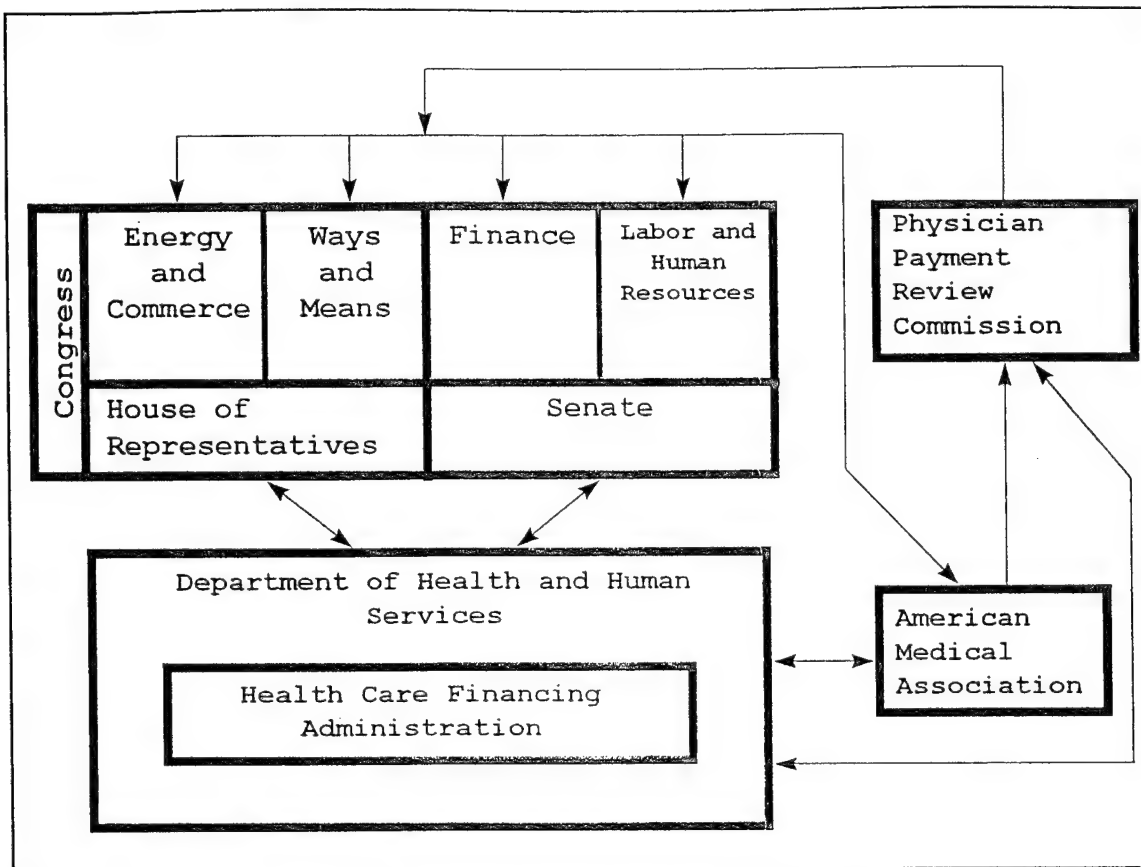 Congress
Energy
and
Commerce
Ways
and
Means
Finance
Labor and
Human
Resources
House of
Representatives
Senate
Physician
Payment
Review
Commission
Department of Health and Human
Services
Health Care Financing
Administration
American
Medical
Association